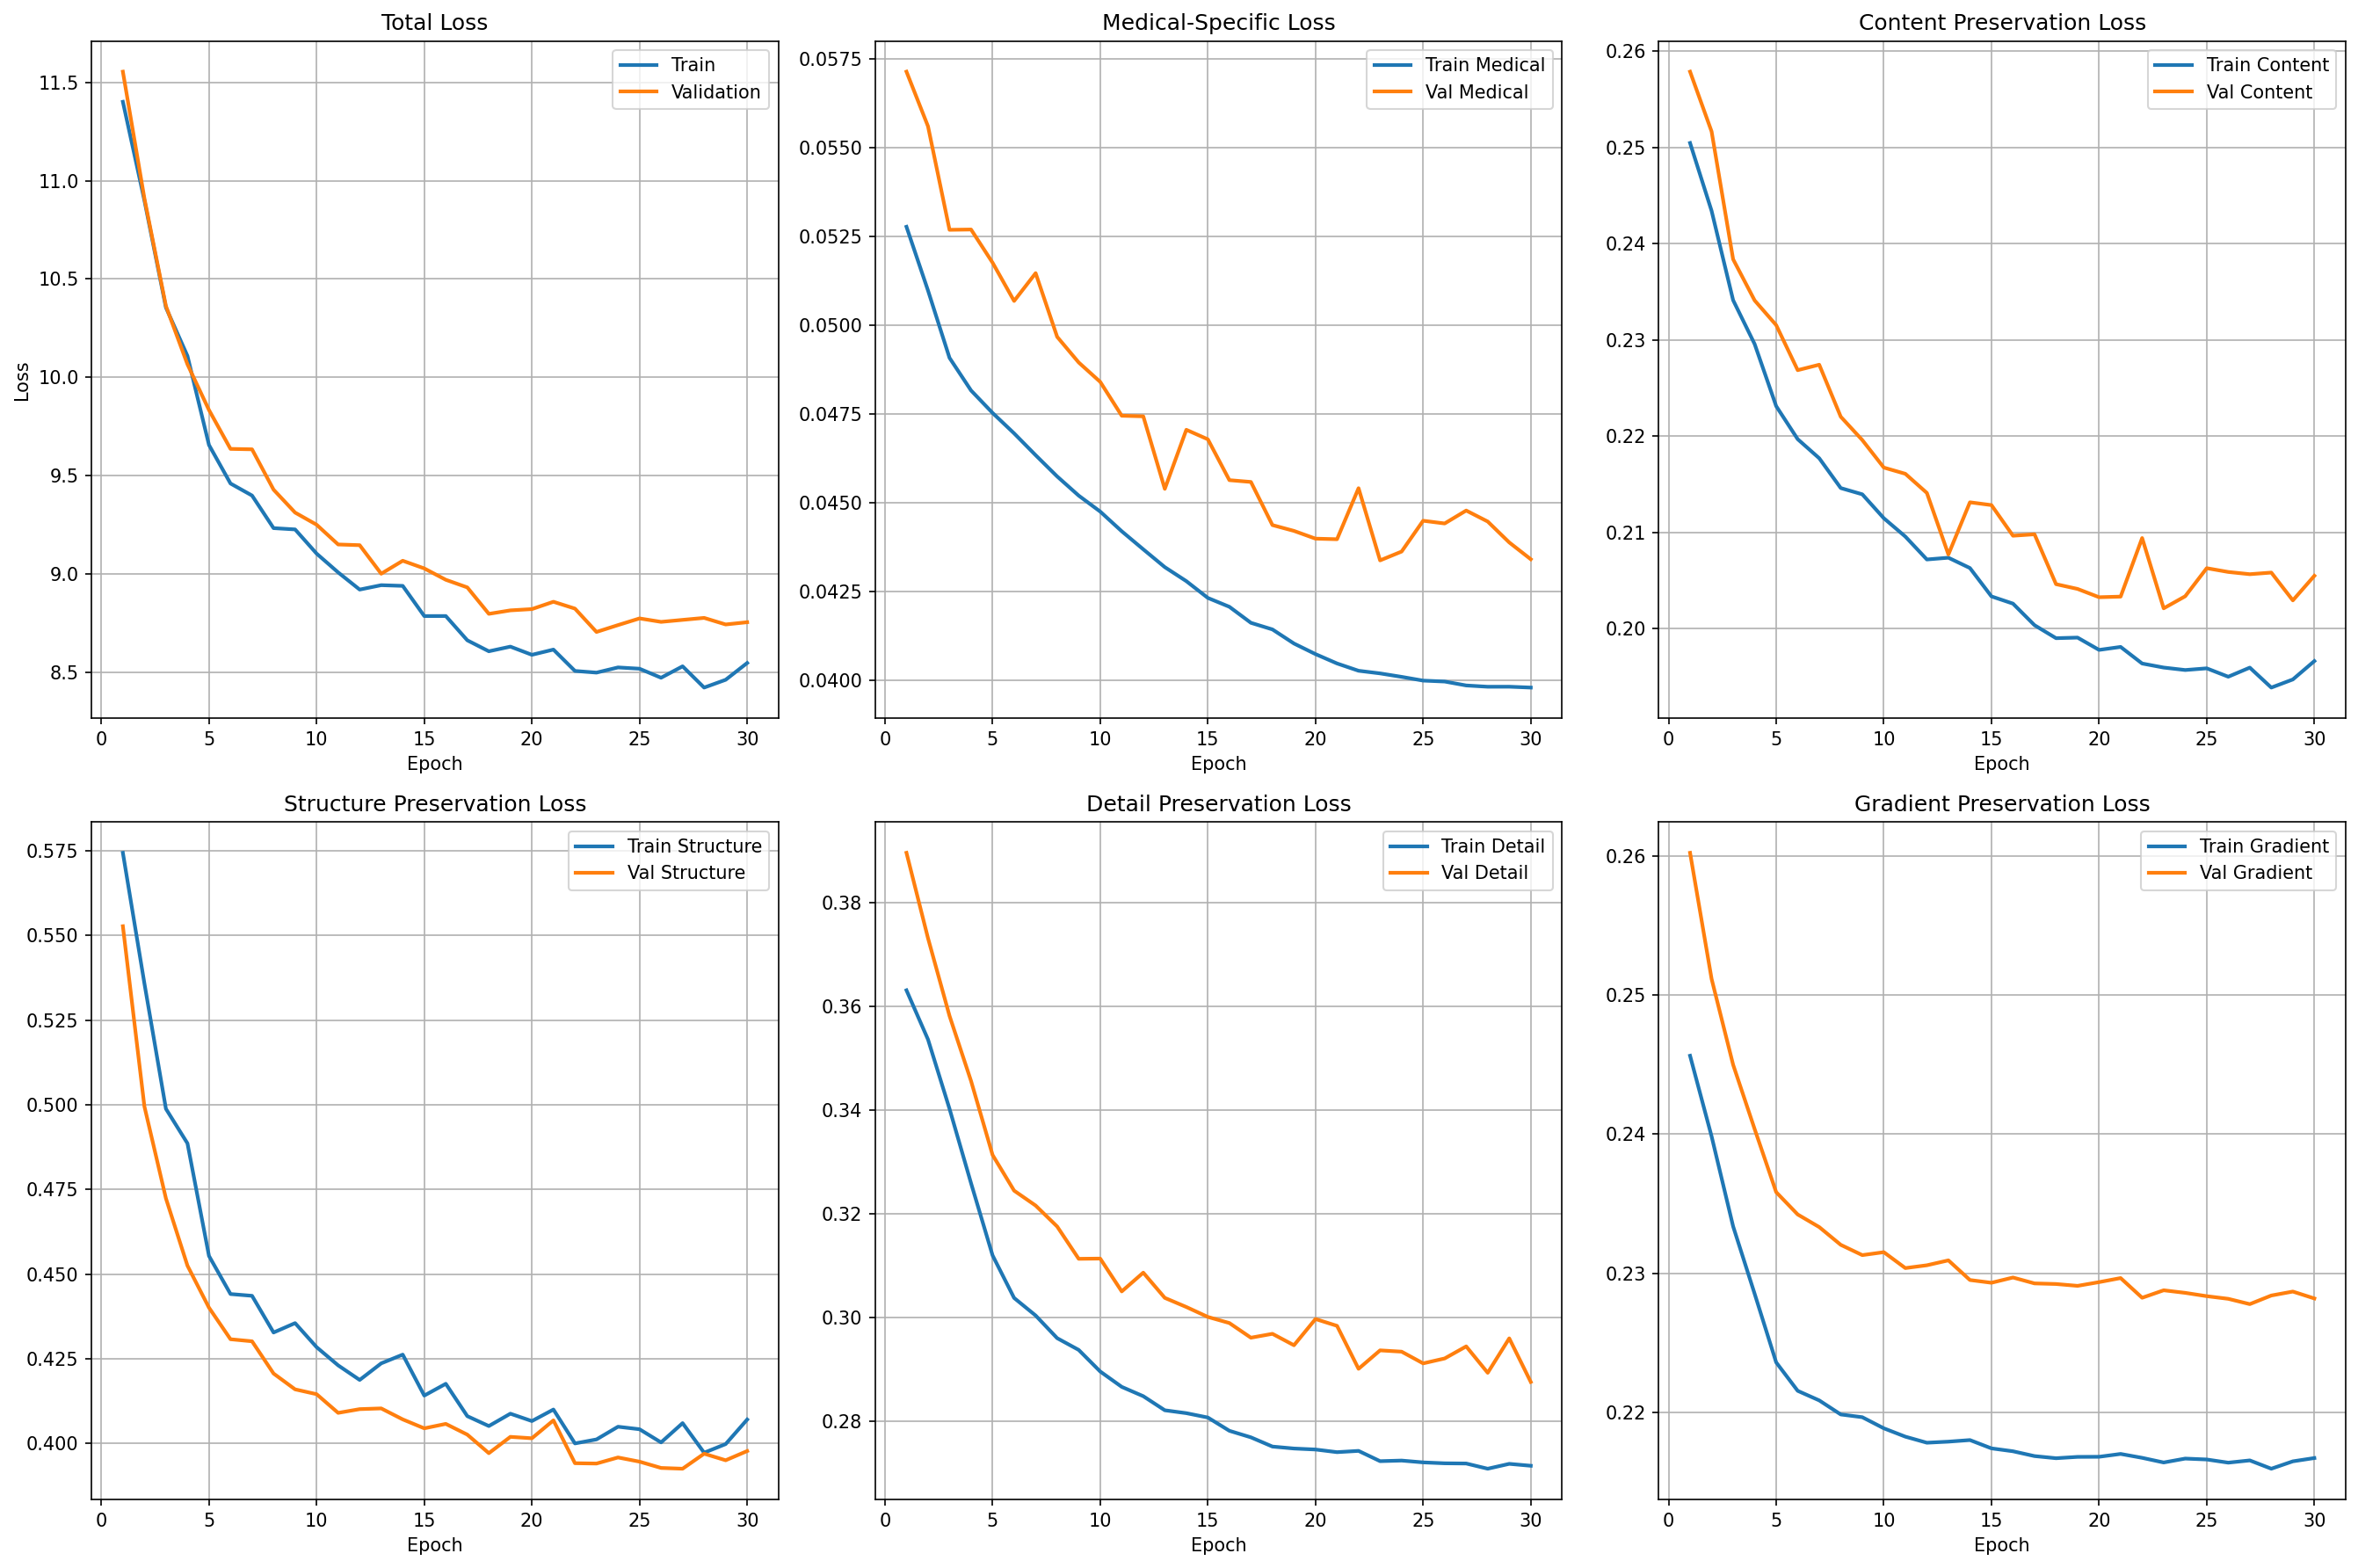 Total Loss
11.5
11.0
10.5
10.0
9.5
9.0
8.5
Loss
0 5 10 15 20 25 30
Epoch
Train
Validation
Medical-Specific Loss
0.0575
0.0550
0.0525
0.0500
0.0475
0.0450
0.0425
0.0400
0 5 10 15 20 25 30
Epoch
Train Medical
Val Medical
Content Preservation Loss
0.26
0.25
0.24
0.23
0.22
0.21
0.20
0 5 10 15 20 25 30
Epoch
Train Content
Val Content
Structure Preservation Loss
0.575
0.550
0.525
0.500
0.475
0.450
0.425
0.400
0 5 10 15 20 25 30
Epoch
Train Structure
Val Structure
Detail Preservation Loss
0.38
0.36
0.34
0.32
0.30
0.28
0 5 10 15 20 25 30
Epoch
Train Detail
Val Detail
Gradient Preservation Loss
0.26
0.25
0.24
0.23
0.22
0 5 10 15 20 25 30
Epoch
Train Gradient
Val Gradient